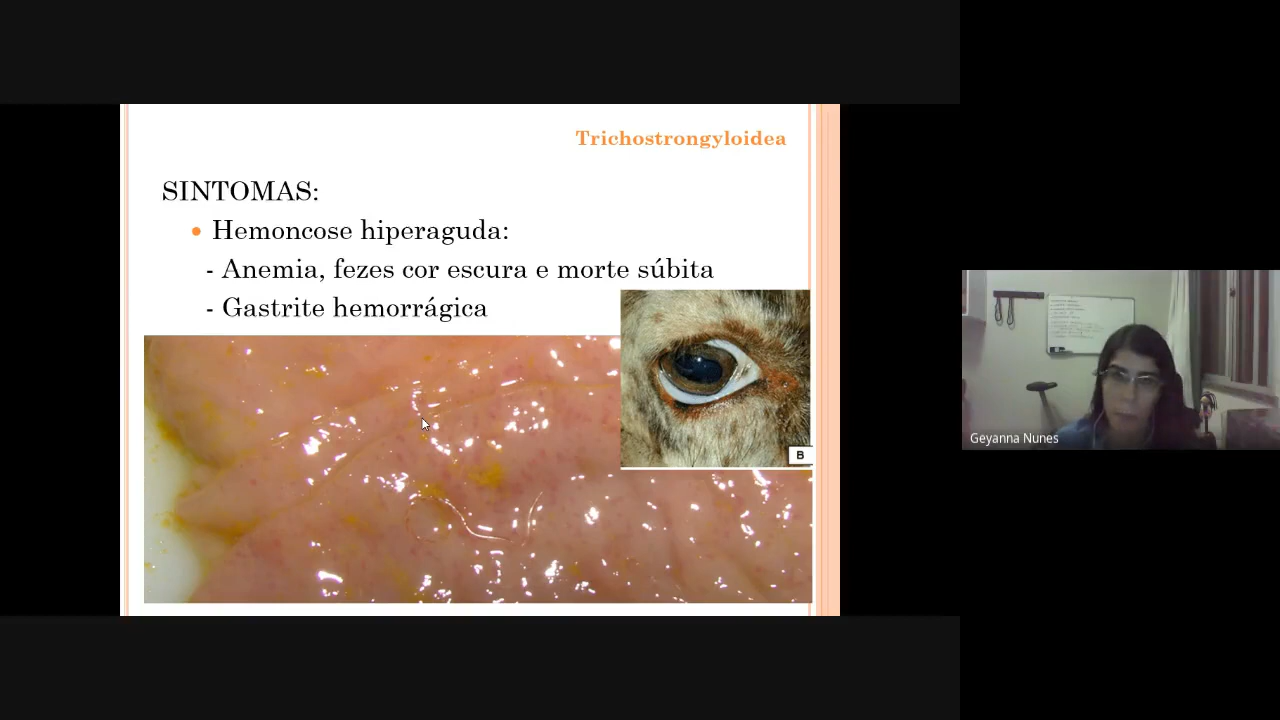 Trichostrongyloidea
SINTOMAS:
• Hemoncose hiperaguda:
- Anemia, fezes cor escura e morte súbita
- Gastrite hemorrágica
B
Geyanna Nunes